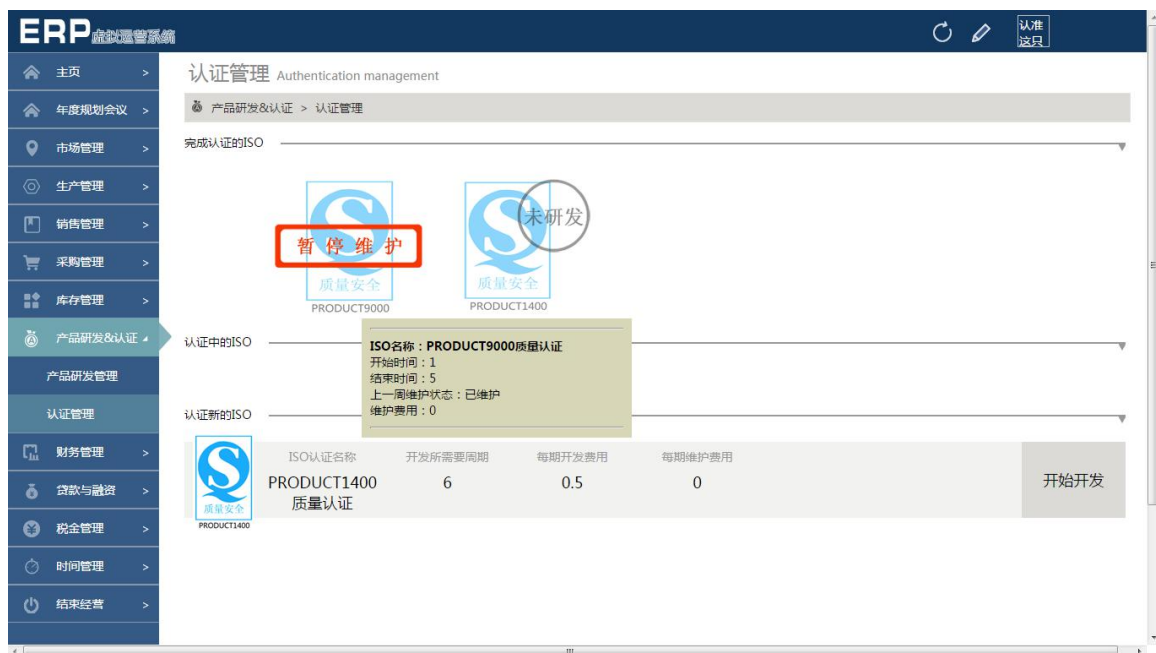 ERP虚拟运营系统
认准
这只
主页 >
年度规划会议 >
市场管理 >
生产管理 >
销售管理 >
采购管理 >
库存管理 >
产品研发&认证
产品研发管理
认证管理
财务管理 >
贷款与融资 >
税金管理 >
时间管理 >
结束经营 >
认证管理 Authentication management
产品研发&认证 > 认证管理
完成认证的ISO
暂停维护
质量安全
PRODUCT9000
未研发
质量安全
PRODUCT1400
认证中的ISO
ISO名称：PRODUCT9000质量认证
开始时间：1
结束时间：5
上一周维护状态：已维护
维护费用：0
认证新的ISO
质量安全
PRODUCT1400
ISO认证名称 开发所需要周期 每期开发费用 每期维护费用
PRODUCT1400 6 0.5 0
质量认证
开始开发